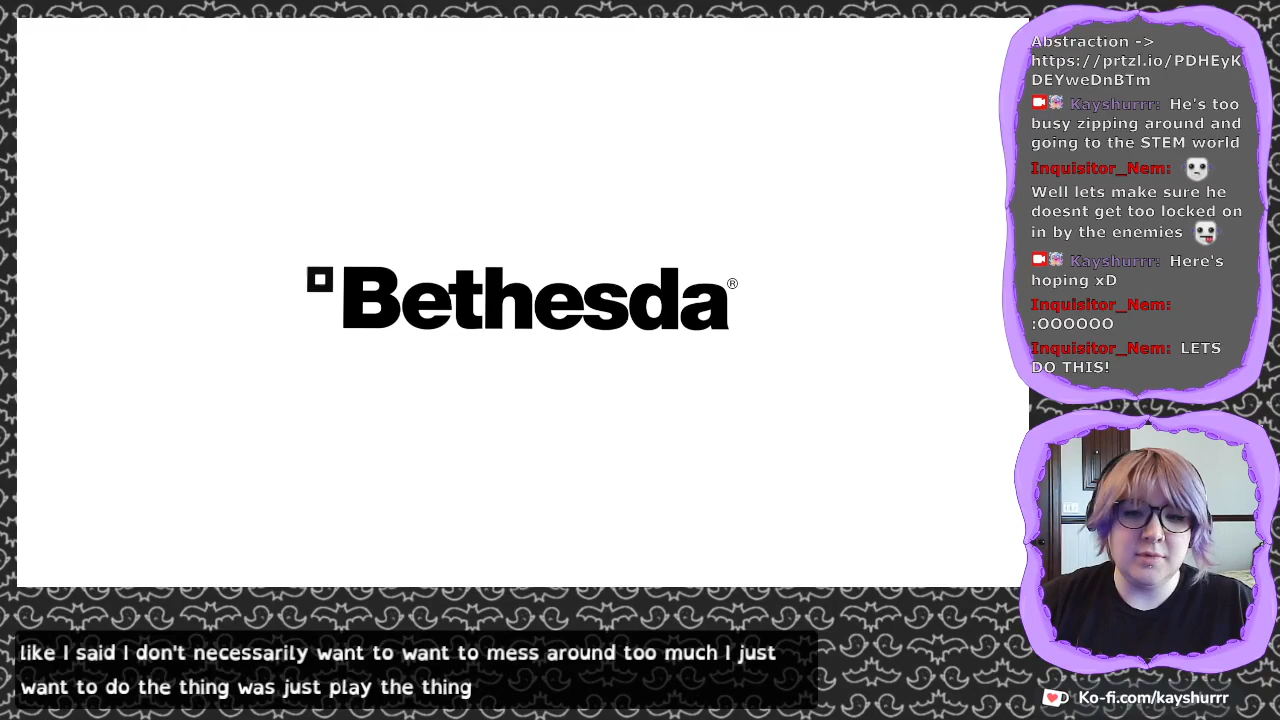 Bethesda®
Abstraction ->
https://prtzl.io/PDHEyK
DEYweDnBTm
Kayshurrr: He's too
busy zipping around and
going to the STEM world
Inquisitor_Nem:
Well lets make sure he
doesnt get too locked on
in by the enemies
Kayshurrr: Here's
hoping xD
Inquisitor_Nem:
:OOOOOO
Inquisitor_Nem: LETS
DO THIS!
like I said I don't necessarily want to want to mess around too much I just
want to do the thing was just play the thing
Ko-fi.com/kayshurrr